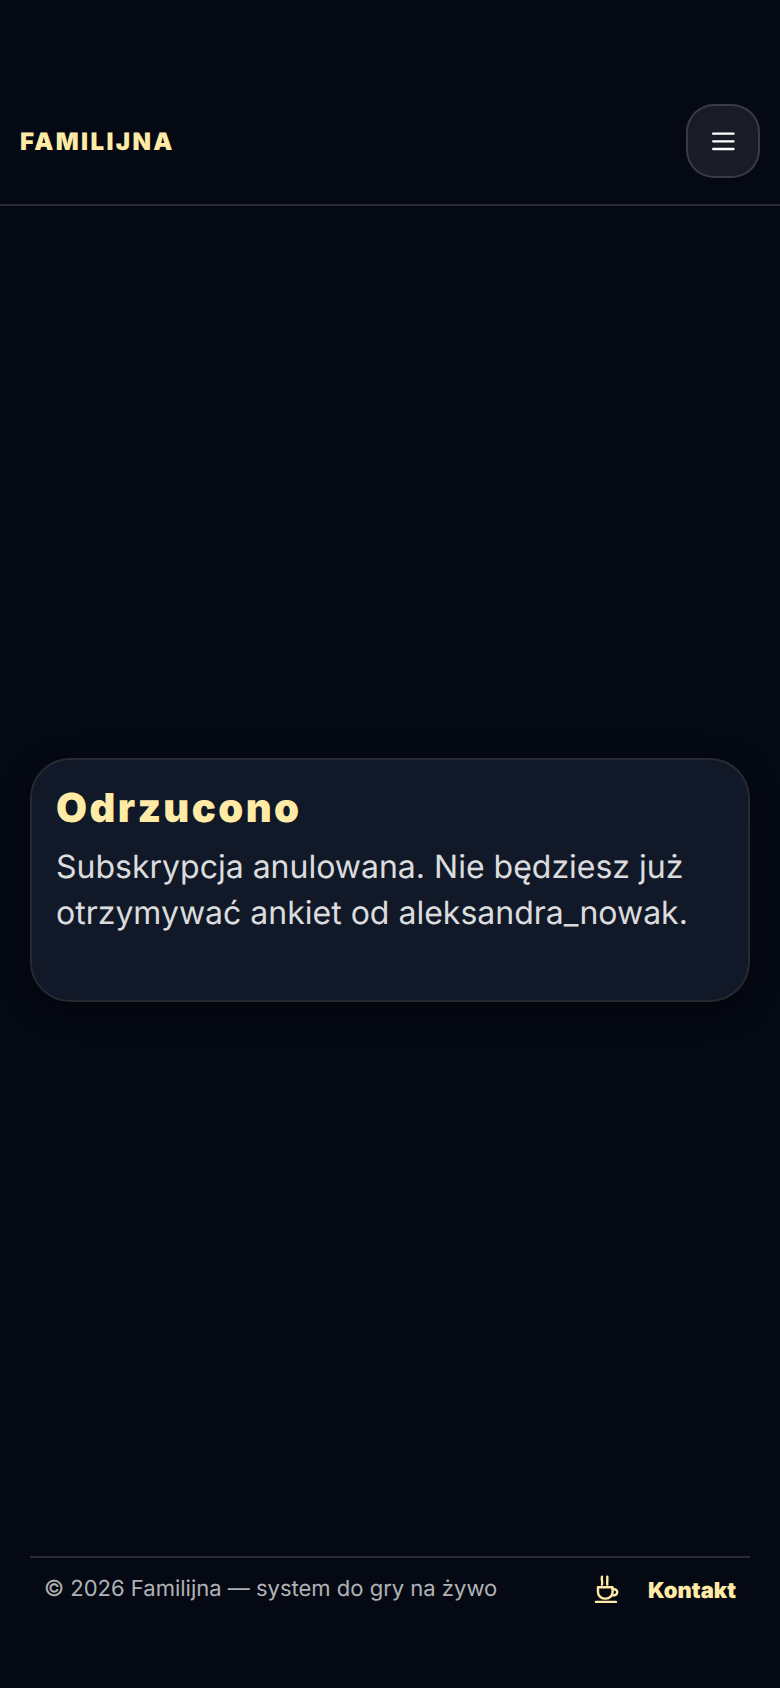 FAMILIJNA
Odrzucono
Subskrypcja anulowana. Nie będziesz już
otrzymywać ankiet od aleksandra_nowak.
© 2026 Familijna — system do gry na żywo
Kontakt